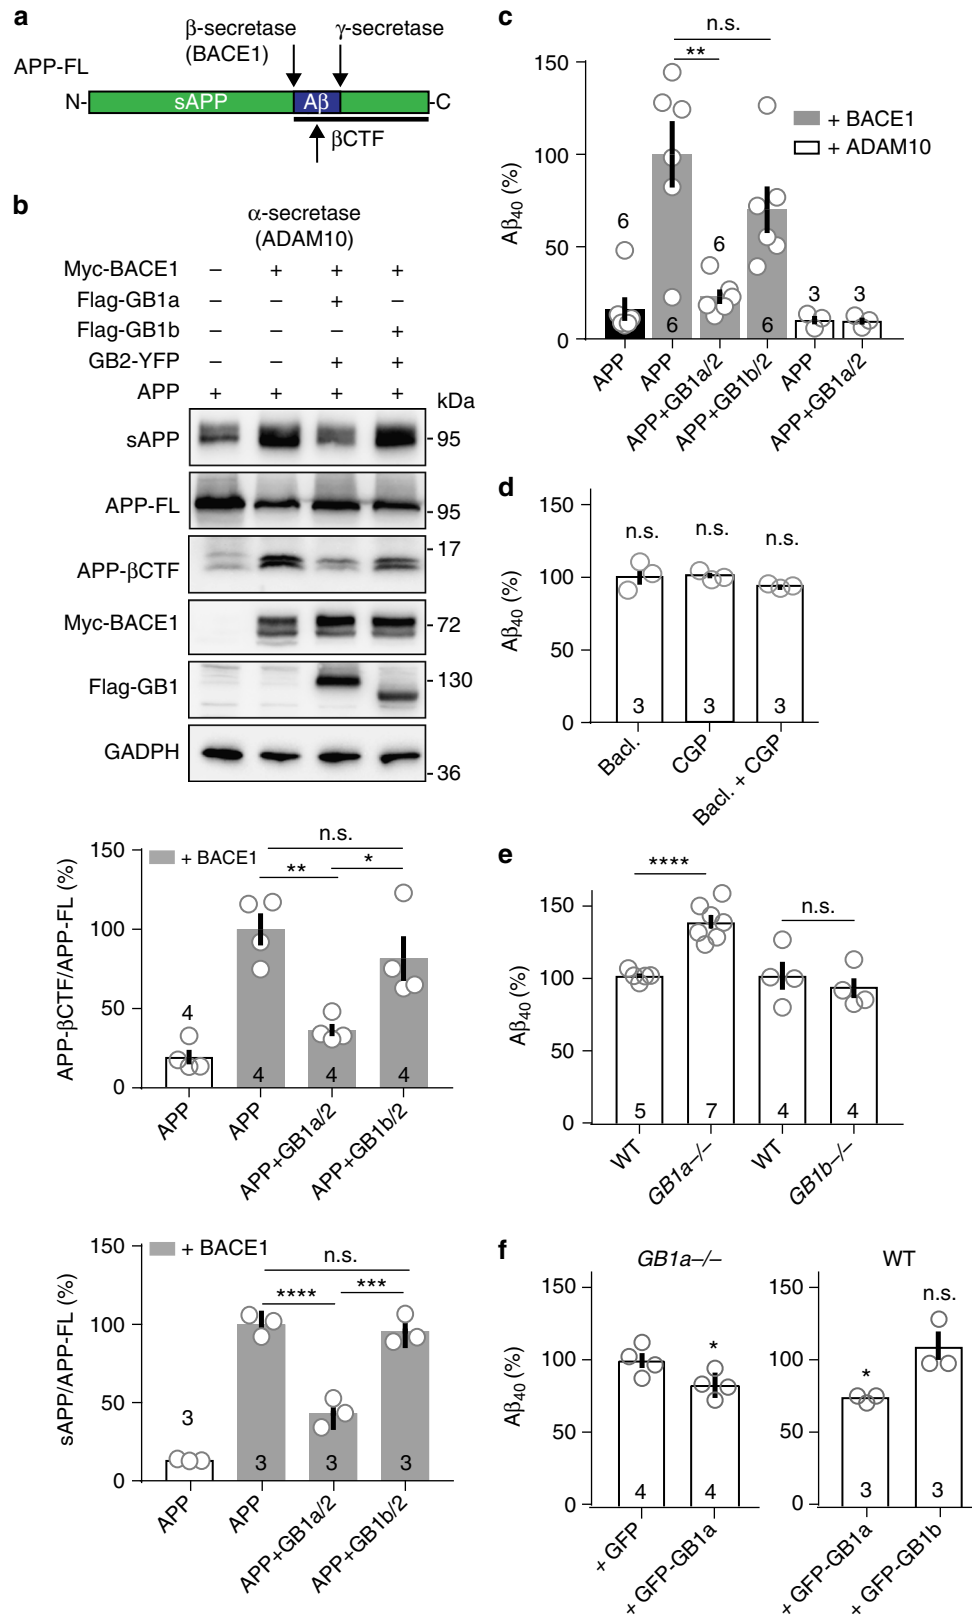 a
β-secretase
(BACE1)
γ-secretase
APP-FL
N-
sAPP
Aβ
-C
βCTF
α-secretase
(ADAM10)
b
Myc-BACE1 – + + +
Flag-GB1a – – + –
Flag-GB1b – – – +
GB2-YFP – – + +
APP + + + +
kDa
sAPP
95
APP-FL
95
APP-βCTF
17
Myc-BACE1
72
Flag-GB1
130
GADPH
36
APP-βCTF/APP-FL (%)
150
100
50
0
+ BACE1
n.s.
**
*
4
4
4
4
APP
APP
APP+GB1a/2
APP+GB1b/2
sAPP/APP-FL (%)
150
100
50
0
+ BACE1
n.s.
****
***
3
3
3
3
APP
APP
APP+GB1a/2
APP+GB1b/2
c
n.s.
**
Aβ40 (%)
150
100
50
0
+ BACE1
+ ADAM10
6
6
6
6
3
3
APP
APP
APP+GB1a/2
APP+GB1b/2
APP
APP+GB1a/2
d
Aβ40 (%)
150
100
50
0
n.s.
n.s.
n.s.
3
3
3
Bacl.
CGP
Bacl. + CGP
e
Aβ40 (%)
150
100
50
0
****
n.s.
5
7
4
4
WT
GB1a–/–
WT
GB1b–/–
f
GB1a–/–
Aβ40 (%)
150
100
50
0
*
4
4
+ GFP
+ GFP-GB1a
WT
150
100
50
0
*
n.s.
3
3
+ GFP-GB1a
+ GFP-GB1b